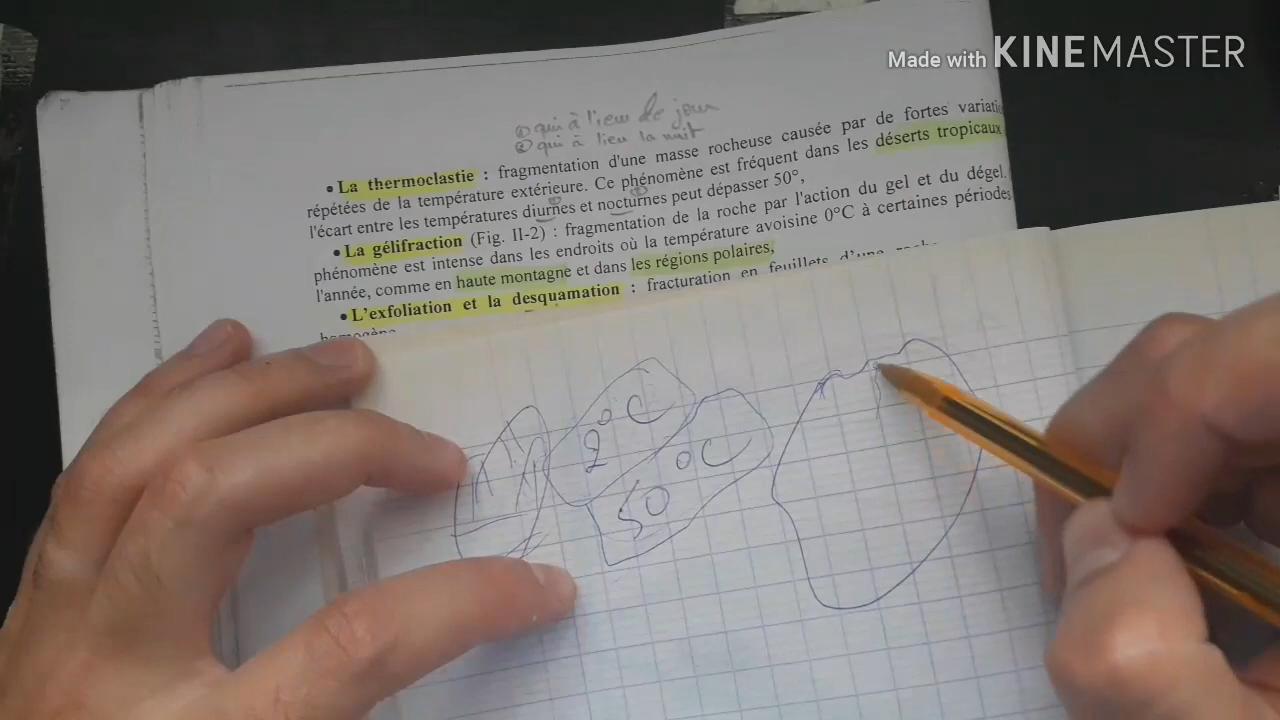 Made with KINEMASTER
① qui à lieu de jour
② qui à lieu la nuit
• La thermoclastie : fragmentation d'une masse rocheuse causée par de fortes
répétées de la température extérieure. Ce phénomène est fréquent dans les déserts tropicaux
l'écart entre les températures diurnes et nocturnes peut dépasser 50°,
① ②
• La gélifraction (Fig. II-2) : fragmentation de la roche par l'action du gel et du dégel.
phénomène est intense dans les endroits où la température avoisine 0°C à certaines périodes
l'année, comme en haute montagne et dans les régions polaires,
• L'exfoliation et la desquamation : fracturation en feuillets d'une
2°C
50°C